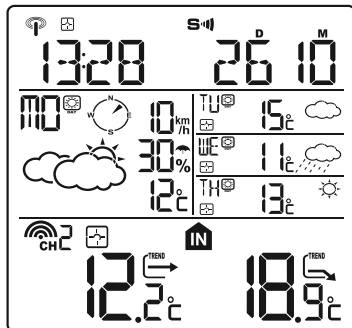 S D M
13:28 26 10
MO DAY N E S W 10 km/h
30%
12°C
TU 15°C
WE 11°C
TH 13°C
CH2 IN
12.2°C TREND 18.9°C TREND